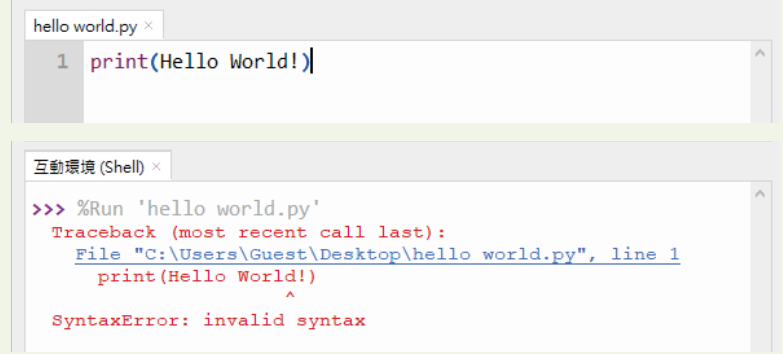 hello world.py ×
1 print(Hello World!)
互動環境 (Shell) ×
>>> %Run 'hello world.py'
Traceback (most recent call last):
File "C:\Users\Guest\Desktop\hello world.py", line 1
print(Hello World!)
^
SyntaxError: invalid syntax